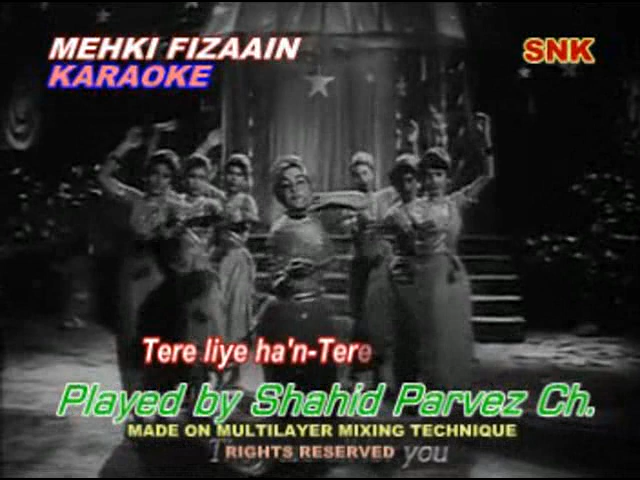 MEHKI FIZAAIN
SNK
KARAOKE
Tere liye ha'n-Tere
Played by Shahid Parvez Ch.
MADE ON MULTILAYER MIXING TECHNIQUE
RIGHTS RESERVED
you